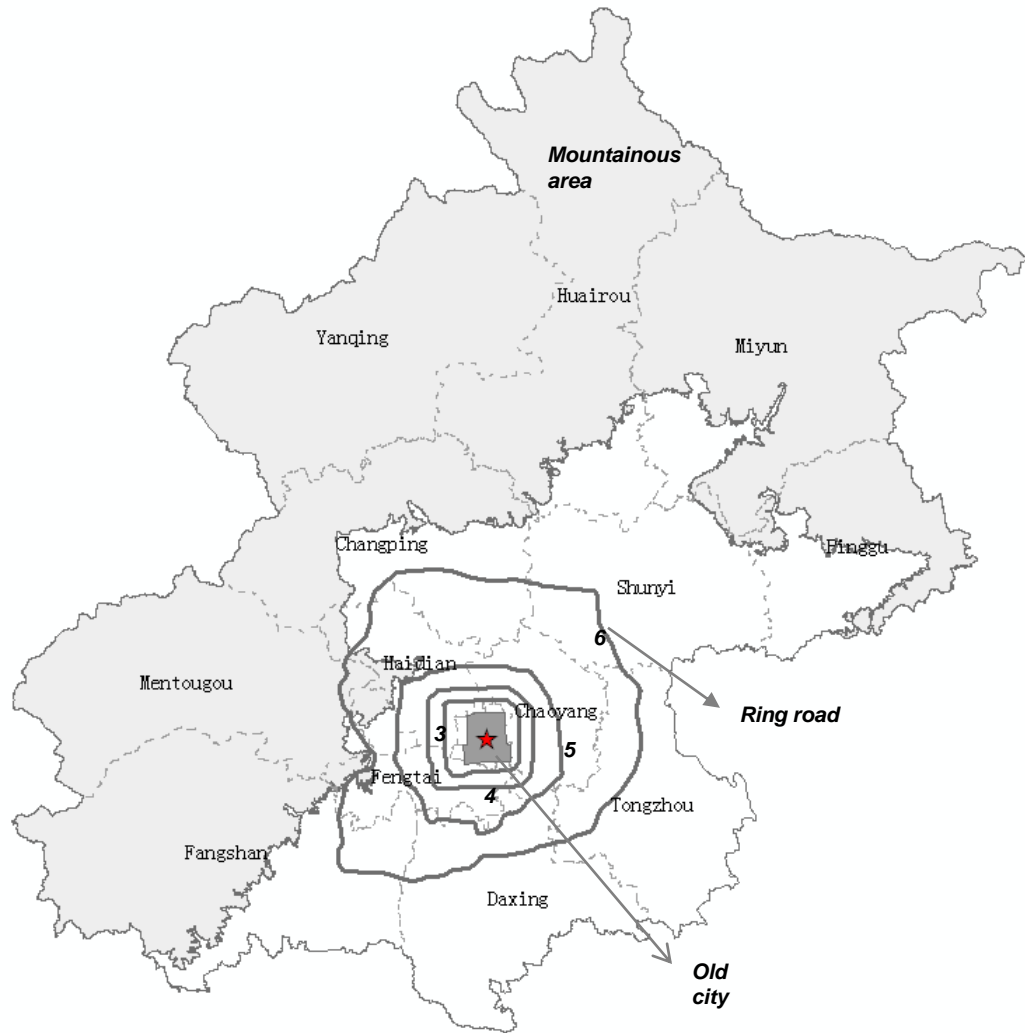 Mountainous
area
Huairou
Yanqing
Miyun
Changping
Pinggu
Shunyi
6
Haidian
Mentougou
Chaoyang
Ring road
3
5
Fengtai
4
Tongzhou
Fangshan
Daxing
Old
city